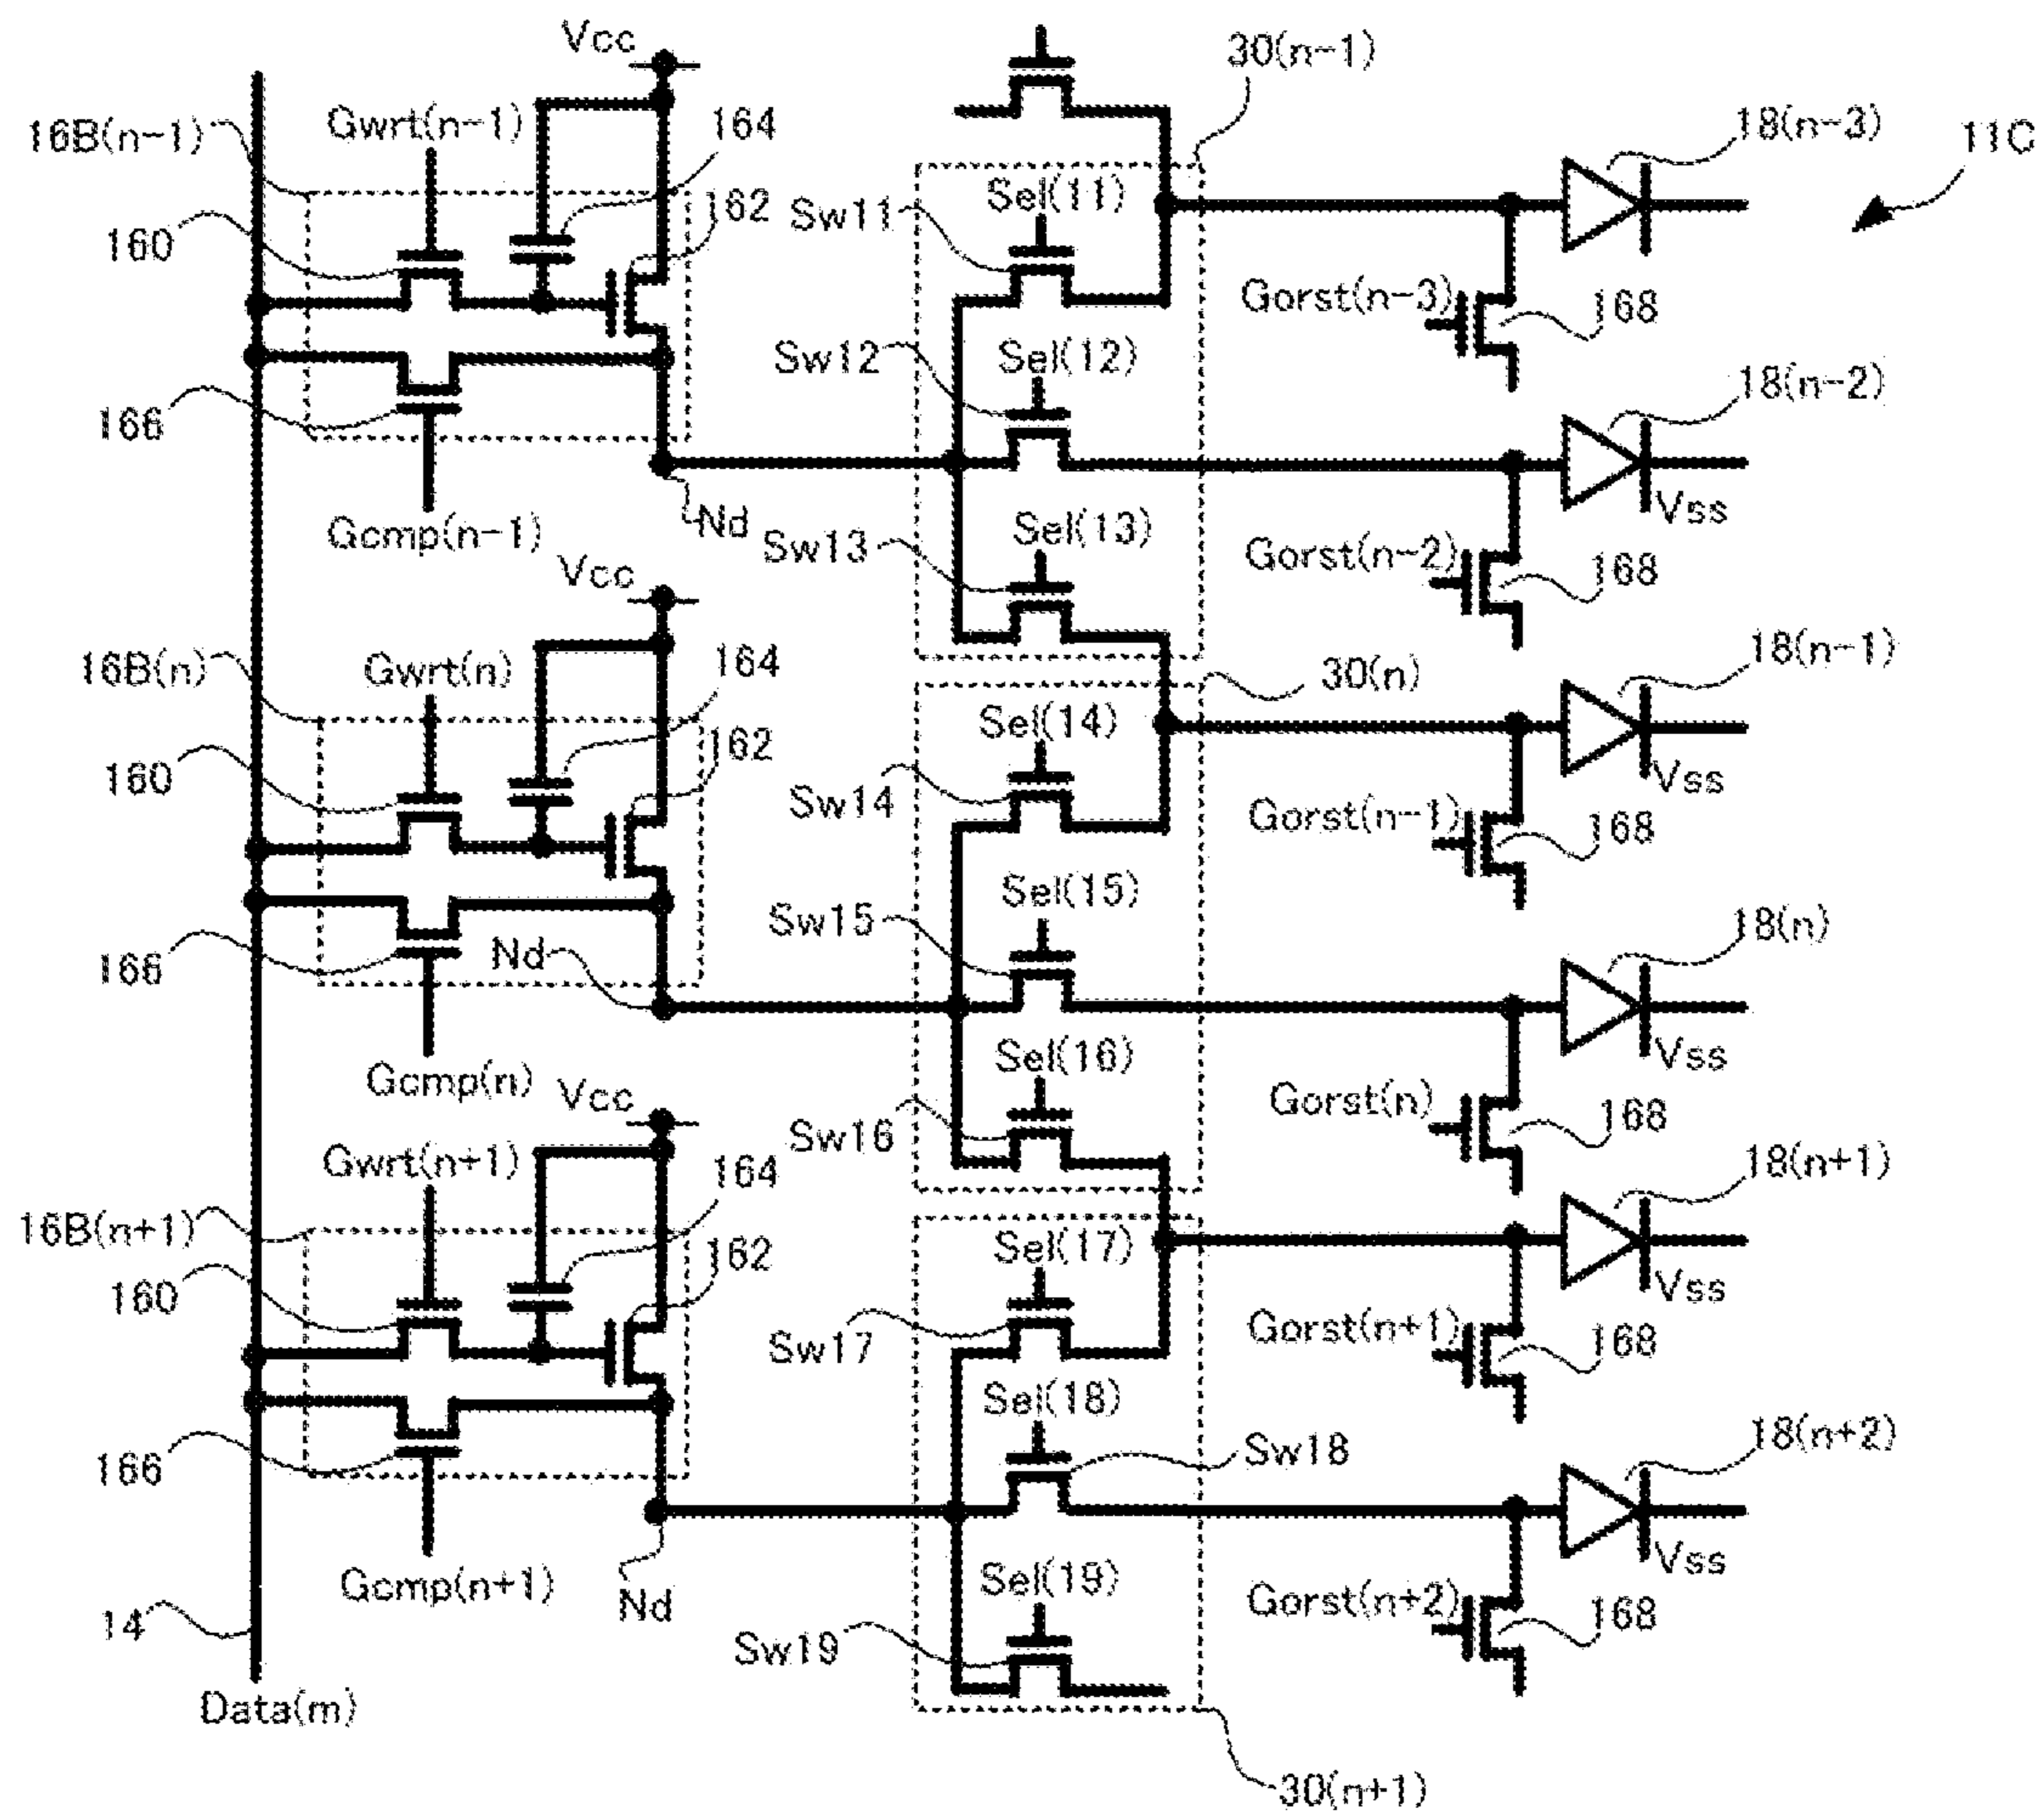 Vcc
30(n-1)
16B(n-1)
Gwrt(n-1)
164
18(n-3)
11C
160
162
Sw11
Sel(11)
Gorst(n-3)
168
Sw12
Sel(12)
18(n-2)
166
Gcmp(n-1)
Nd
Sw13
Sel(13)
Vss
Gorst(n-2)
168
Vcc
16B(n)
Gwrt(n)
164
30(n)
18(n-1)
160
162
Sel(14)
Sw14
Vss
Gorst(n-1)
168
Sel(15)
Sw15
18(n)
166
Nd
Gcmp(n)
Sel(16)
Vss
Vcc
Sw16
Gorst(n)
168
Gwrt(n+1)
164
18(n+1)
16B(n+1)
162
Sel(17)
160
Vss
Sw17
Gorst(n+1)
168
Sel(18)
166
Sw18
18(n+2)
Gcmp(n+1)
Nd
Sel(19)
Vss
Gorst(n+2)
168
14
Sw19
Data(m)
30(n+1)